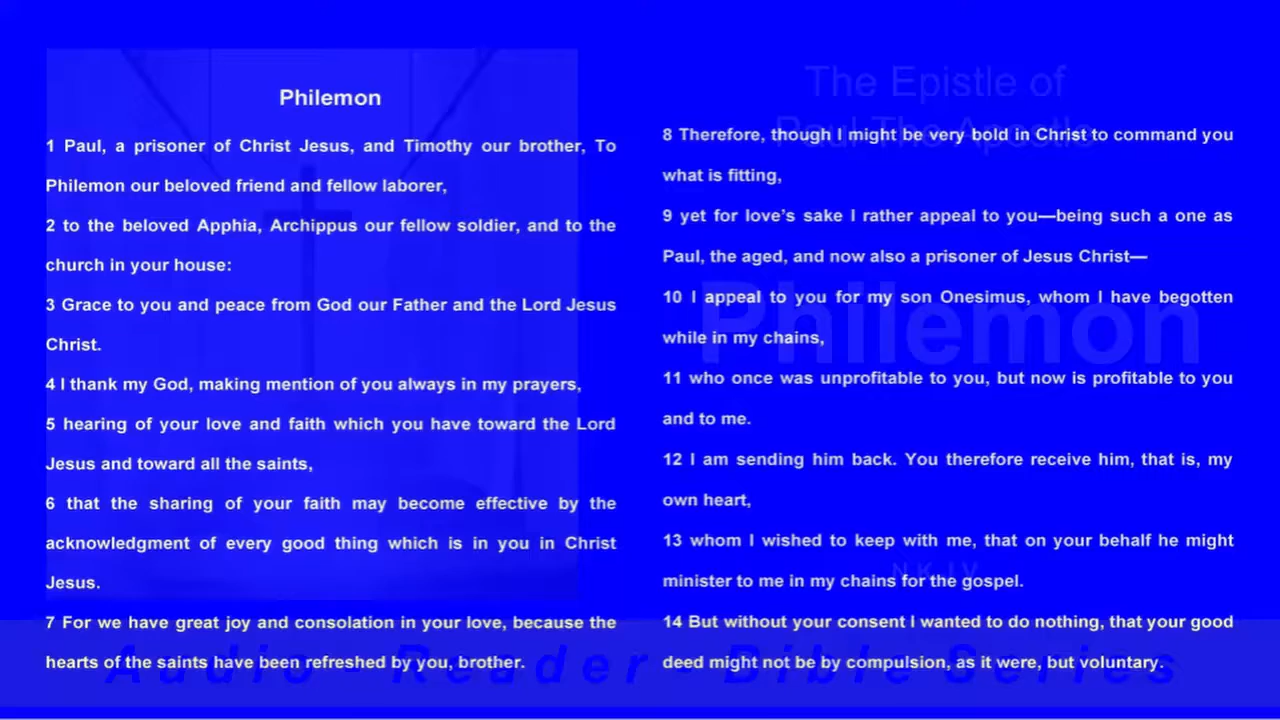 Philemon
1 Paul, a prisoner of Christ Jesus, and Timothy our brother, To
Philemon our beloved friend and fellow laborer,
2 to the beloved Apphia, Archippus our fellow soldier, and to the
church in your house:
3 Grace to you and peace from God our Father and the Lord Jesus
Christ.
4 I thank my God, making mention of you always in my prayers,
5 hearing of your love and faith which you have toward the Lord
Jesus and toward all the saints,
6 that the sharing of your faith may become effective by the
acknowledgment of every good thing which is in you in Christ
Jesus.
7 For we have great joy and consolation in your love, because the
hearts of the saints have been refreshed by you, brother.
8 Therefore, though I might be very bold in Christ to command you
what is fitting,
9 yet for love’s sake I rather appeal to you—being such a one as
Paul, the aged, and now also a prisoner of Jesus Christ—
10 I appeal to you for my son Onesimus, whom I have begotten
while in my chains,
11 who once was unprofitable to you, but now is profitable to you
and to me.
12 I am sending him back. You therefore receive him, that is, my
own heart,
13 whom I wished to keep with me, that on your behalf he might
minister to me in my chains for the gospel.
14 But without your consent I wanted to do nothing, that your good
deed might not be by compulsion, as it were, but voluntary.
The Epistle of
Paul The Apostle
Philemon
NKJV
Audio - Reader - Bible Series